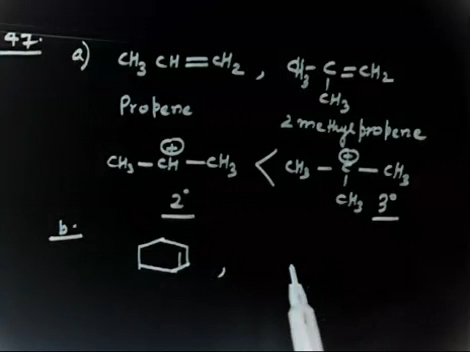 47.
a) CH₃ CH=CH₂ , CH₃-C=CH₂
CH₃
Propene
2 methyl propene
CH₃-CH-CH₃ < CH₃-C-CH₃
⊕ ⊕
CH₃
2° 3°
b.
,